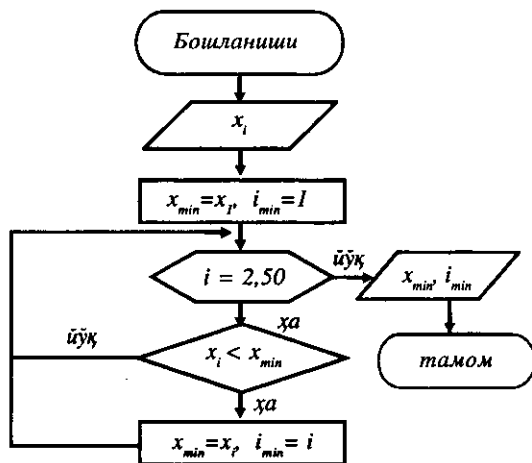 Бошланиши
x_i
x_min=x_1, i_min=1
i = 2,50
йўқ
x_min, i_min
ҳа
йўқ
x_i < x_min
тамом
ҳа
x_min=x_i, i_min= i